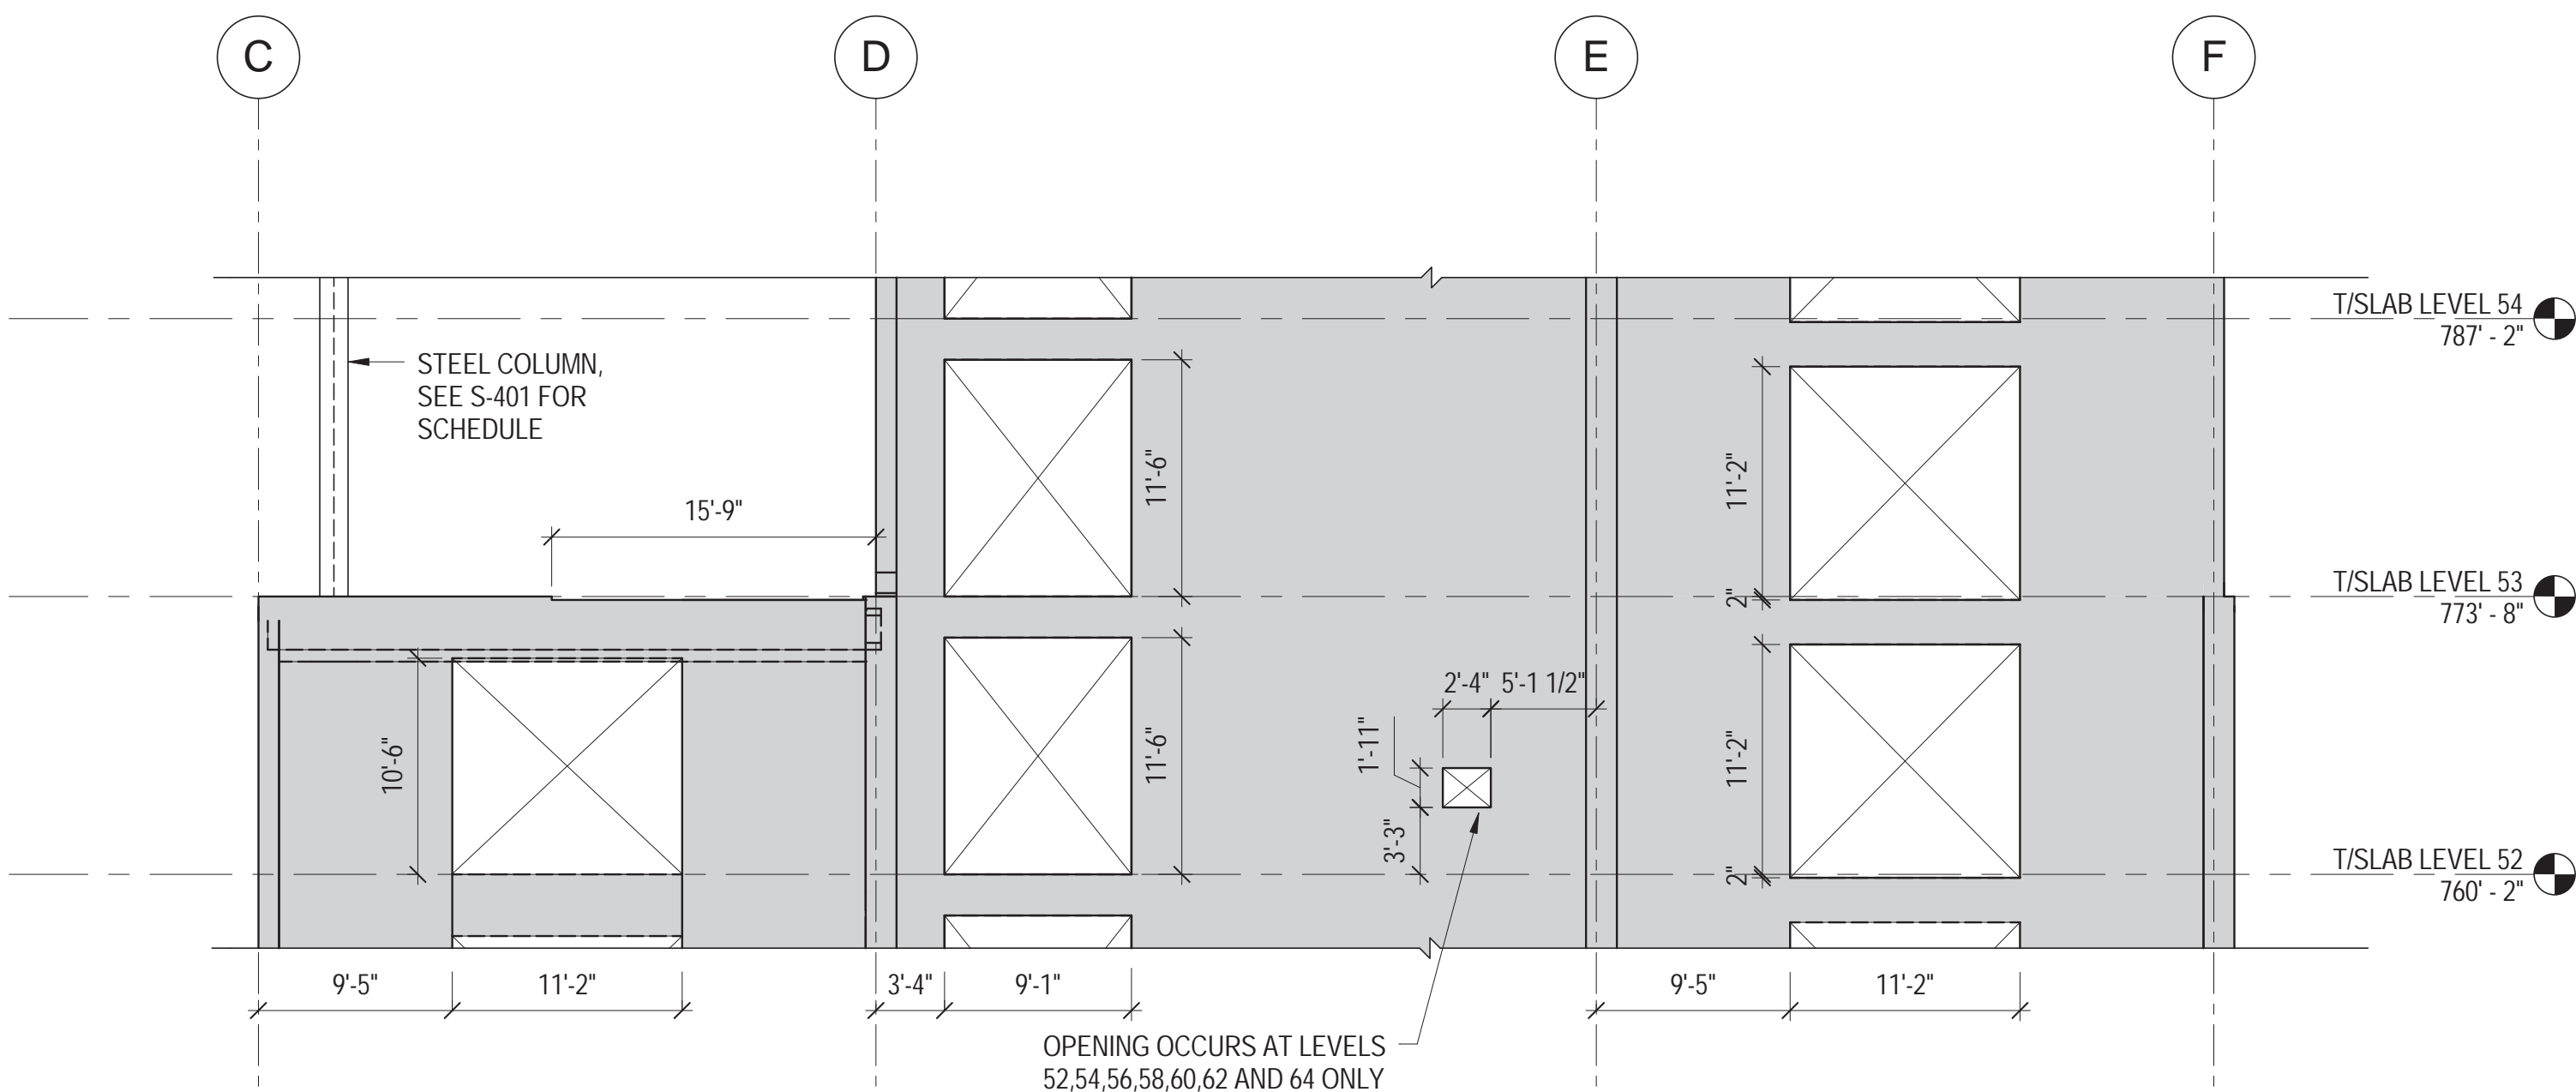 C
D
E
F
T/SLAB LEVEL 54
787' - 2"
STEEL COLUMN,
SEE S-401 FOR
SCHEDULE
11'-6"
11'-2"
15'-9"
T/SLAB LEVEL 53
773' - 8"
2"
2'-4"
5'-1 1/2"
10'-6"
11'-6"
1'-11"
11'-2"
3'-3"
2"
T/SLAB LEVEL 52
760' - 2"
9'-5"
11'-2"
3'-4"
9'-1"
9'-5"
11'-2"
OPENING OCCURS AT LEVELS
52,54,56,58,60,62 AND 64 ONLY